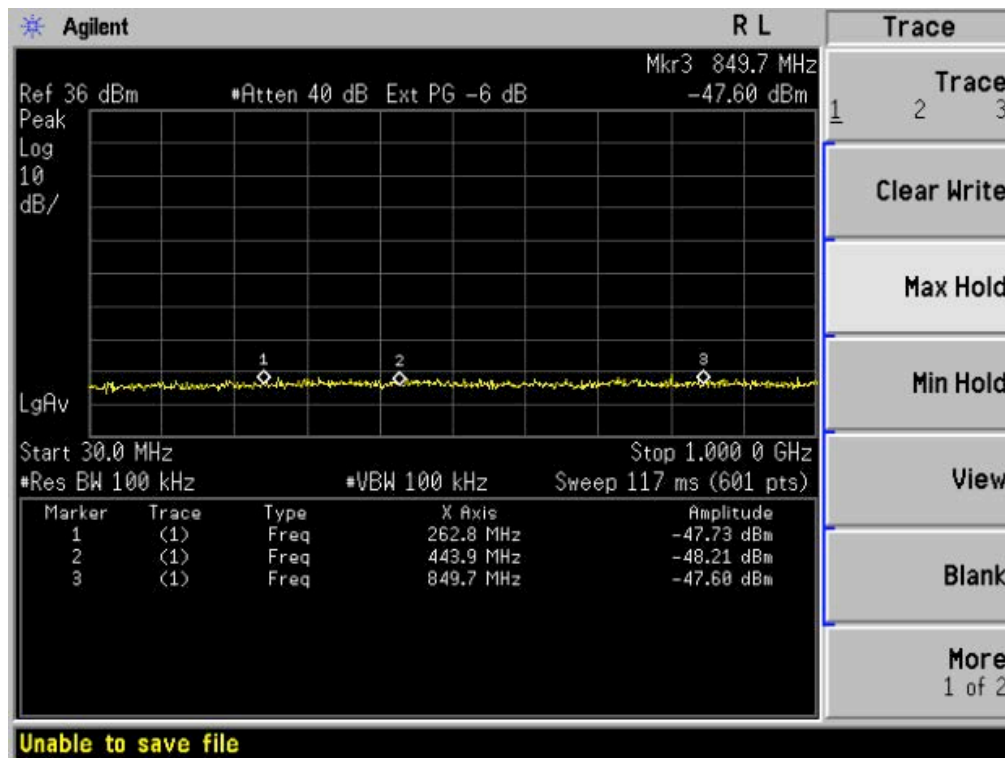 Agilent R L Trace
Mkr3 849.7 MHz
Ref 36 dBm #Atten 40 dB Ext PG -6 dB -47.60 dBm
Peak
Log
10
dB/
1
2
3
LgAv
Start 30.0 MHz Stop 1.000 0 GHz
#Res BW 100 kHz #VBW 100 kHz Sweep 117 ms (601 pts)
Marker Trace Type X Axis Amplitude
1 (1) Freq 262.8 MHz -47.73 dBm
2 (1) Freq 443.9 MHz -48.21 dBm
3 (1) Freq 849.7 MHz -47.60 dBm
Trace
1 2 3
Clear Write
Max Hold
Min Hold
View
Blank
More
1 of 2
Unable to save file